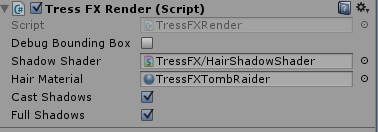 Tress FX Render (Script)
Script TressFXRender
Debug Bounding Box
Shadow Shader TressFX/HairShadowShader
Hair Material TressFXTombRaider
Cast Shadows
Full Shadows